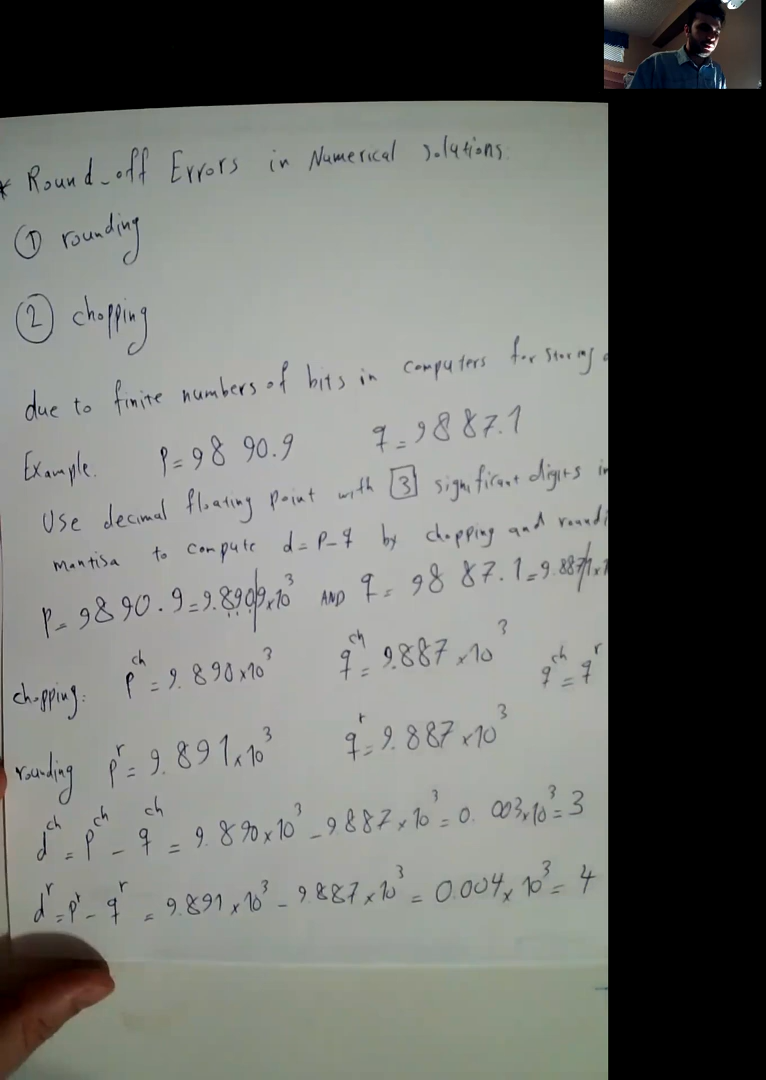 * Round-off Errors in Numerical solutions.
① rounding
② chopping
due to finite numbers of bits in computers for storing
Example. P=9890.9 q=9887.1
Use decimal floating point with 3 significant digits in
mantisa to compute d=P-q by chopping and roundi
P=9890.9=9.8909×10³ AND q=9887.1=9.8871×1
chopping: p^ch=9.890×10³ q^ch=9.887×10³ q^ch=q^r
rounding p^r=9.891×10³ q^r=9.887×10³
d^ch=p^ch-q^ch=9.890×10³-9.887×10³=0.003×10³=3
d^r=p^r-q^r=9.891×10³-9.887×10³=0.004×10³=4